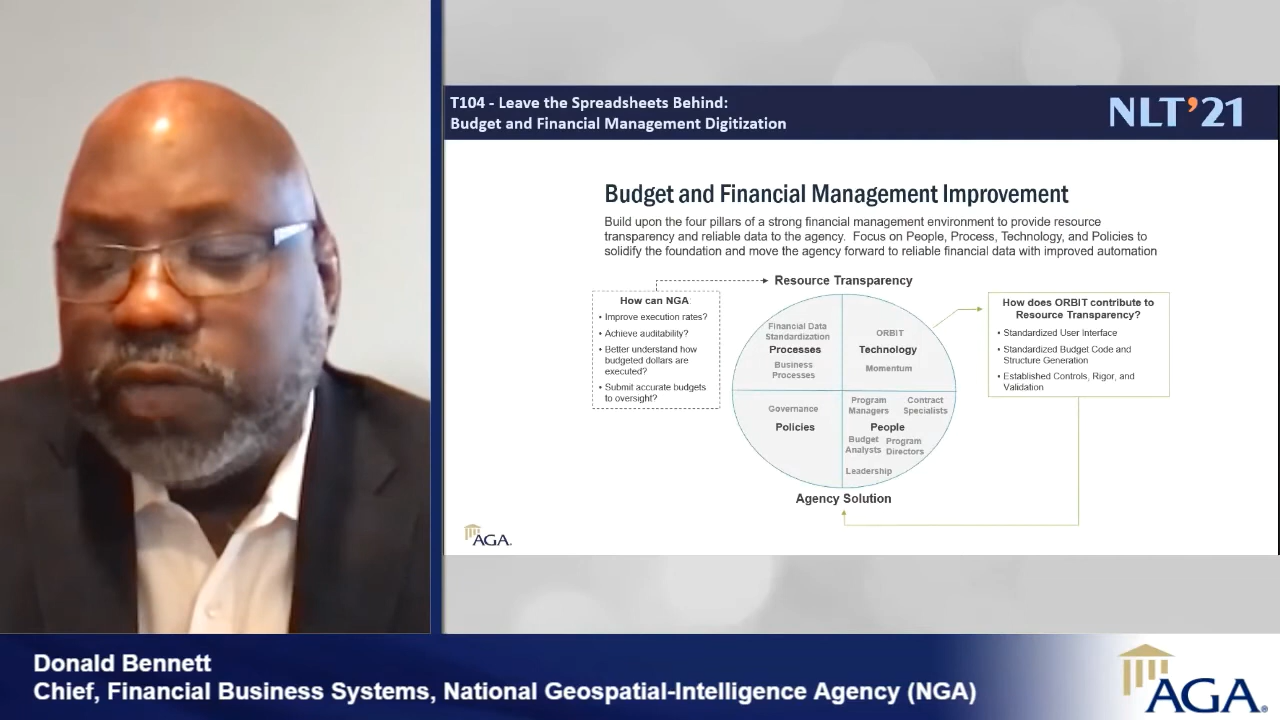 T104 - Leave the Spreadsheets Behind:
Budget and Financial Management Digitization
NLT'21
Budget and Financial Management Improvement
Build upon the four pillars of a strong financial management environment to provide resource
transparency and reliable data to the agency. Focus on People, Process, Technology, and Policies to
solidify the foundation and move the agency forward to reliable financial data with improved automation
Resource Transparency
How can NGA
• Improve execution rates?
• Achieve auditability?
• Better understand how
budgeted dollars are
executed?
• Submit accurate budgets
to oversight?
Financial Data
Standardization
Processes
Business
Processes
ORBIT
Technology
Momentum
Governance
Policies
Program
Managers
Contract
Specialists
People
Budget
Analysts
Program
Directors
Leadership
Agency Solution
How does ORBIT contribute to
Resource Transparency?
• Standardized User Interface
• Standardized Budget Code and
Structure Generation
• Established Controls, Rigor, and
Validation
AGA.
Donald Bennett
Chief, Financial Business Systems, National Geospatial-Intelligence Agency (NGA)
AGA®